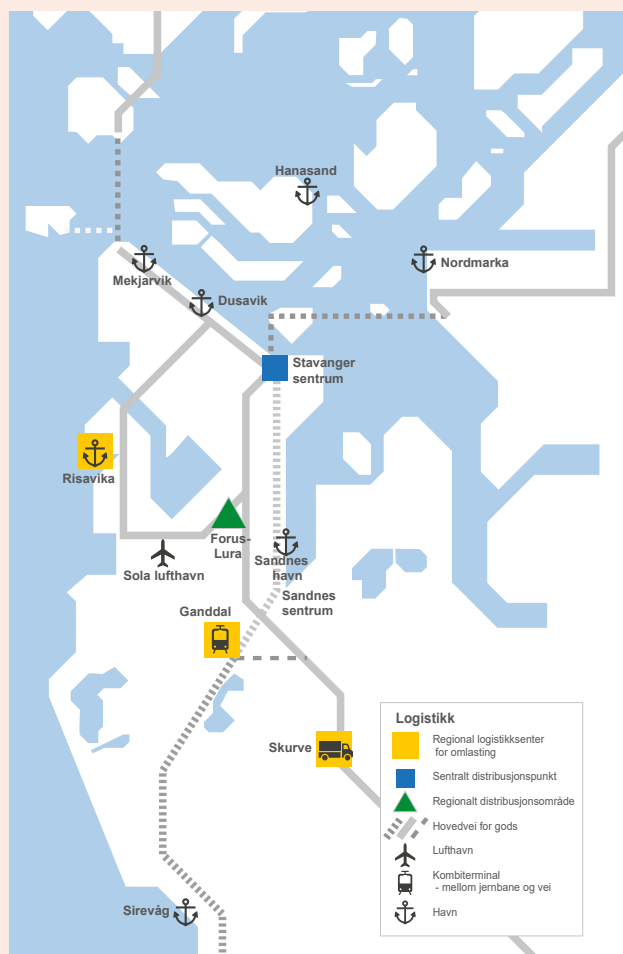 Hanasand
Nordmarka
Mekjarvik
Dusavik
Stavanger
sentrum
Risavika
Forus-
Lura
Sandnes
havn
Sola lufthavn
Sandnes
sentrum
Ganddal
Skurve
Sirevåg
Logistikk
Regional logistikksenter
for omlasting
Sentralt distribusjonspunkt
Regionalt distribusjonsområde
Hovedvei for gods
Lufthavn
Kombiterminal
- mellom jernbane og vei
Havn